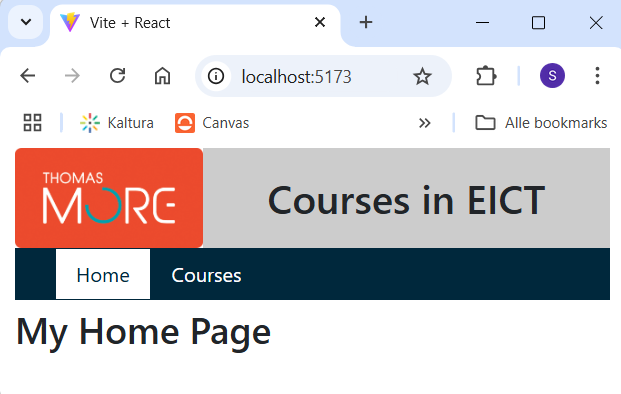 Vite + React
localhost:5173
S
Kaltura
Canvas
Alle bookmarks
THOMAS
MORE
Courses in EICT
Home
Courses
My Home Page